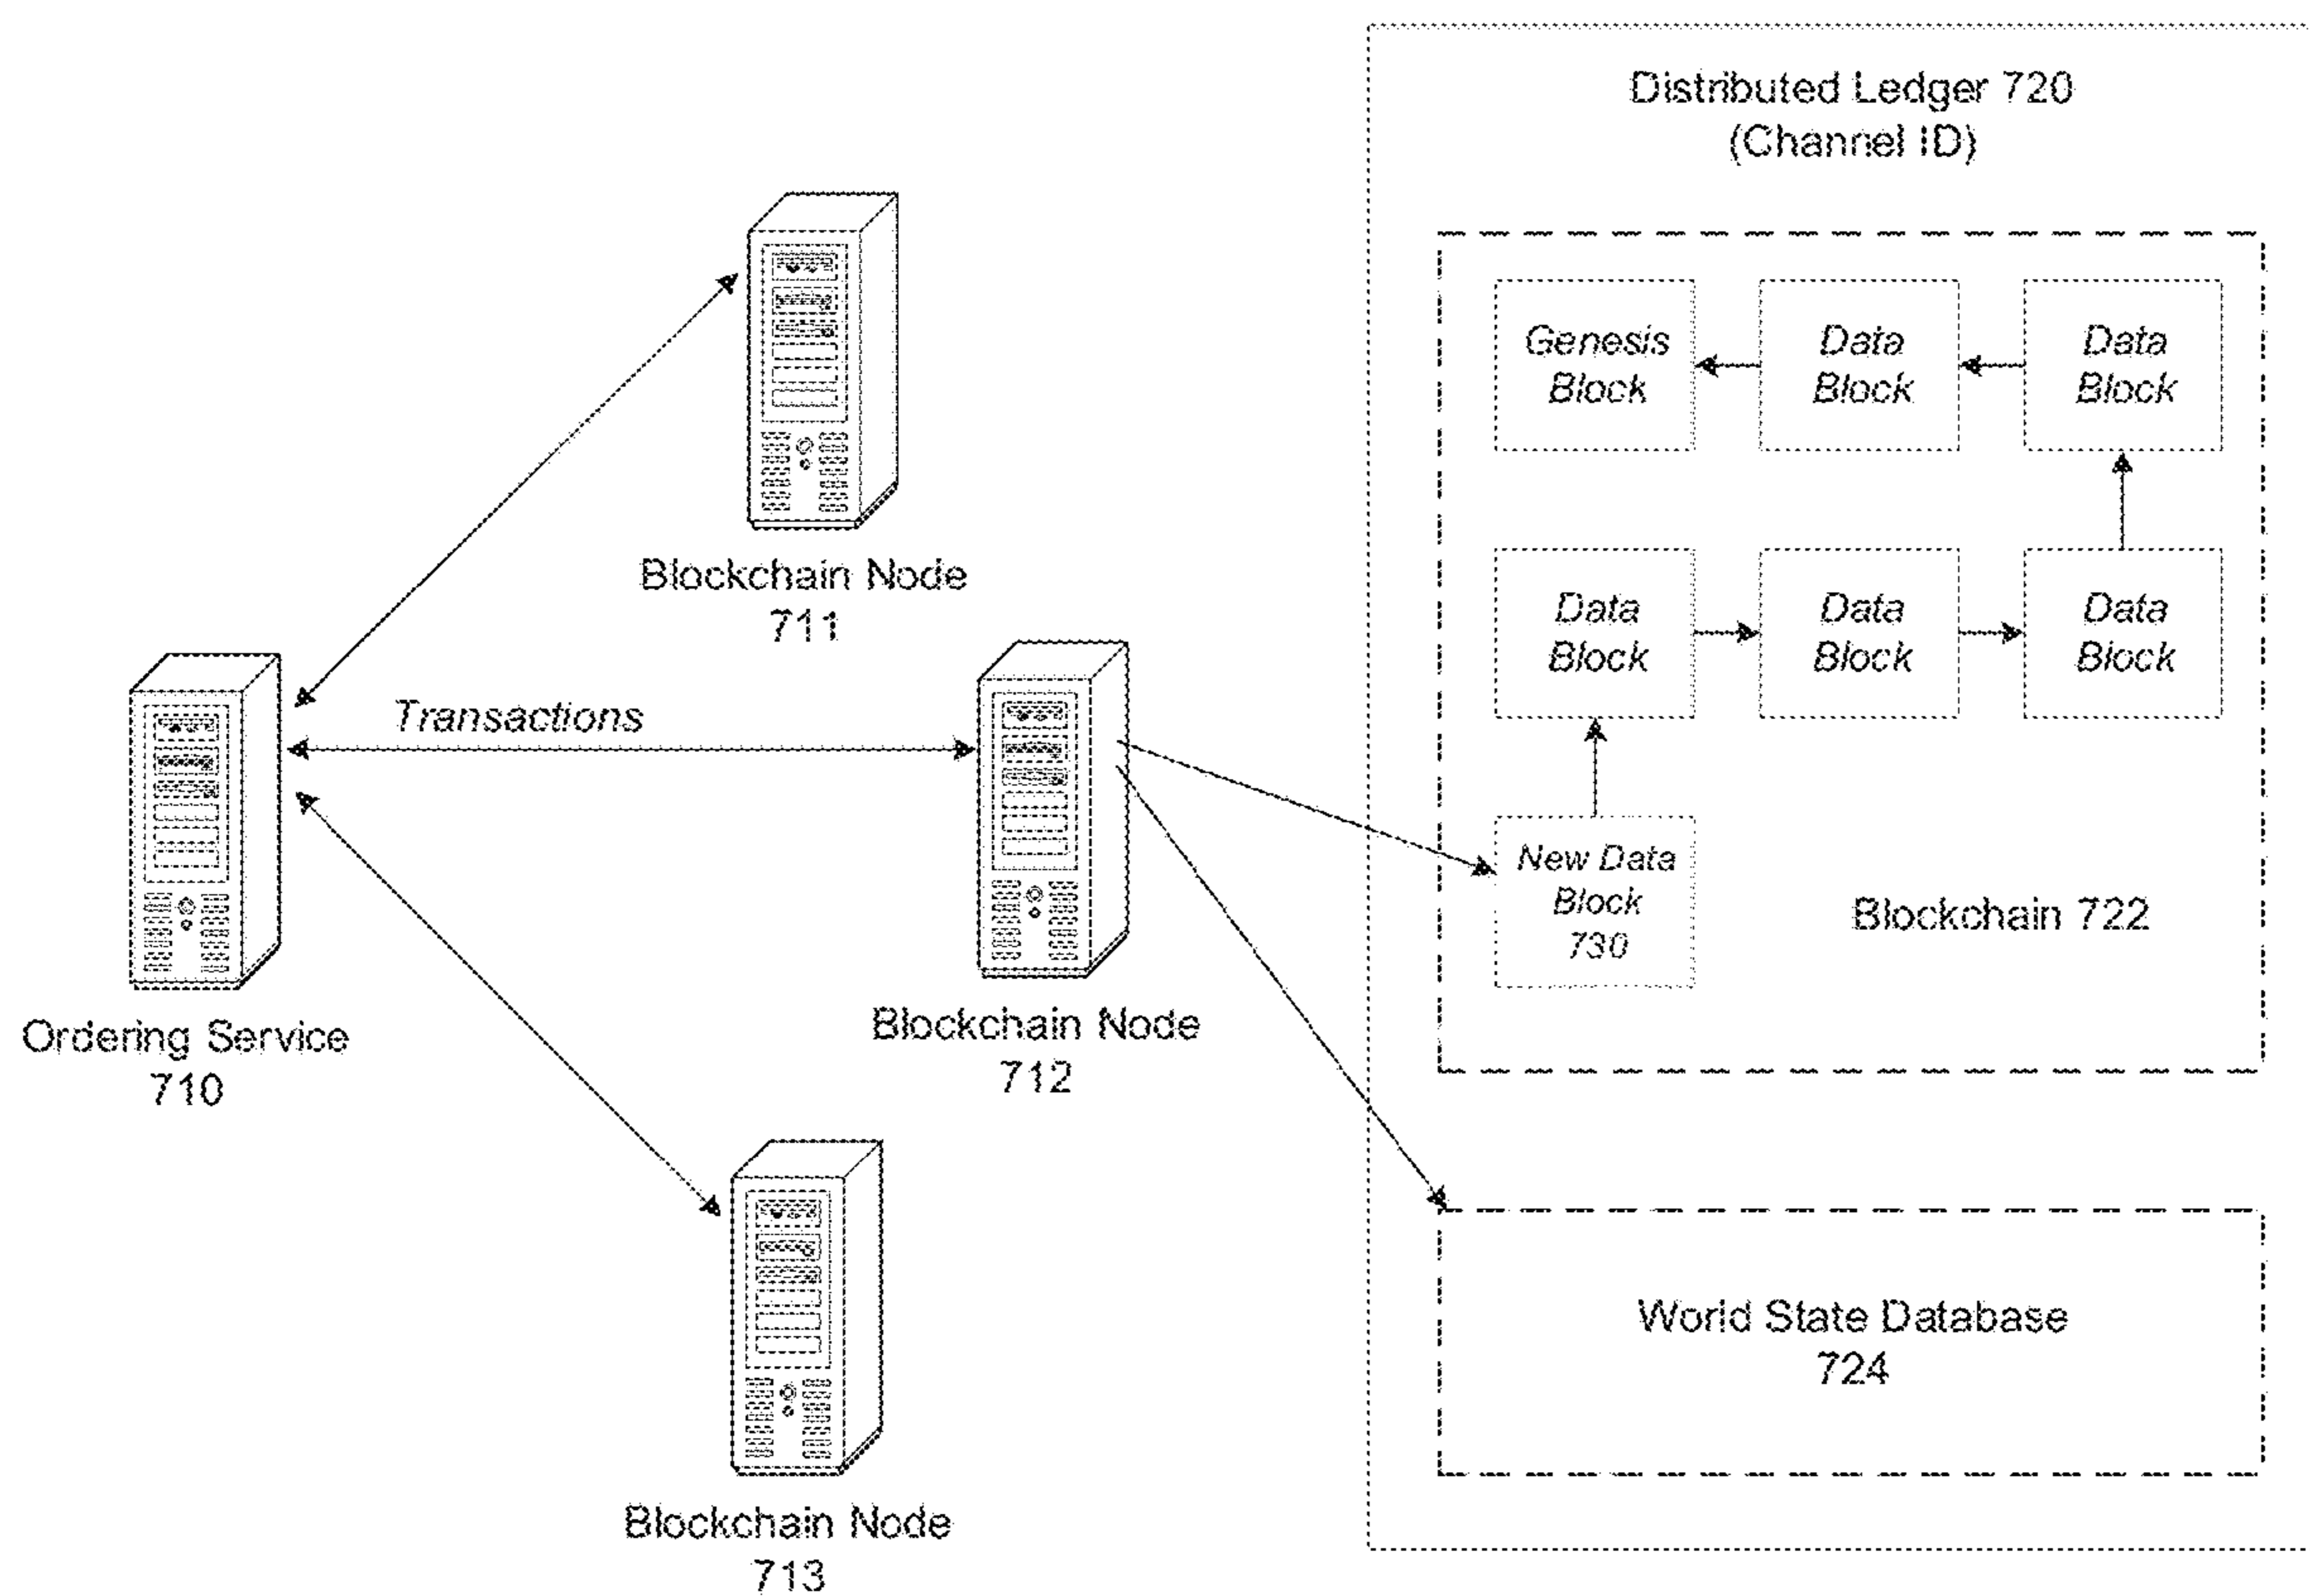 Distributed Ledger 720
(Channel ID)
Genesis
Block
Data
Block
Data
Block
Blockchain Node
711
Data
Block
Data
Block
Data
Block
Transactions
New Data
Block
730
Blockchain 722
Ordering Service
710
Blockchain Node
712
World State Database
724
Blockchain Node
713